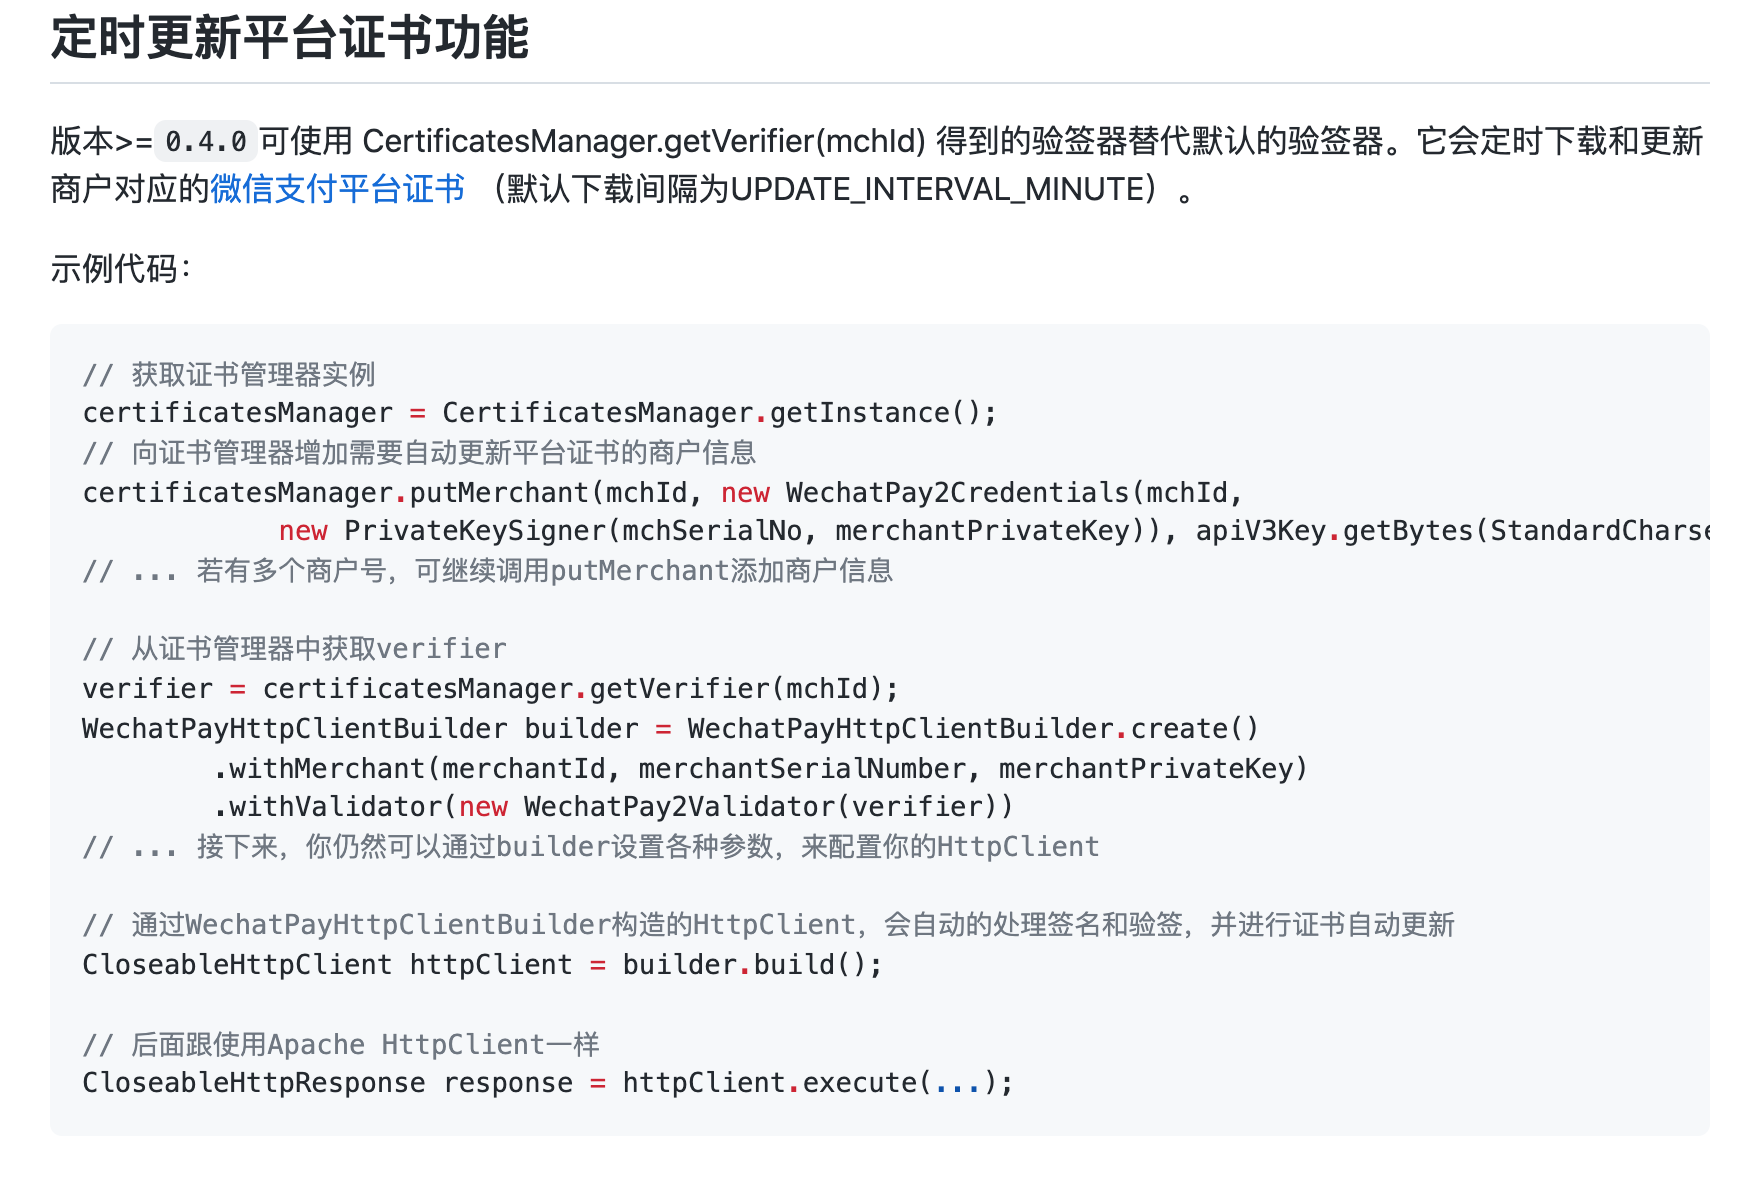 定时更新平台证书功能
版本>=0.4.0可使用 CertificatesManager.getVerifier(mchId) 得到的验签器替代默认的验签器。它会定时下载和更新
商户对应的微信支付平台证书 （默认下载间隔为UPDATE_INTERVAL_MINUTE）。
示例代码：
// 获取证书管理器实例
certificatesManager = CertificatesManager.getInstance();
// 向证书管理器增加需要自动更新平台证书的商户信息
certificatesManager.putMerchant(mchId, new WechatPay2Credentials(mchId,
            new PrivateKeySigner(mchSerialNo, merchantPrivateKey)), apiV3Key.getBytes(StandardCharse
// ... 若有多个商户号，可继续调用putMerchant添加商户信息
// 从证书管理器中获取verifier
verifier = certificatesManager.getVerifier(mchId);
WechatPayHttpClientBuilder builder = WechatPayHttpClientBuilder.create()
        .withMerchant(merchantId, merchantSerialNumber, merchantPrivateKey)
        .withValidator(new WechatPay2Validator(verifier))
// ... 接下来，你仍然可以通过builder设置各种参数，来配置你的HttpClient
// 通过WechatPayHttpClientBuilder构造的HttpClient，会自动的处理签名和验签，并进行证书自动更新
CloseableHttpClient httpClient = builder.build();
// 后面跟使用Apache HttpClient一样
CloseableHttpResponse response = httpClient.execute(...);